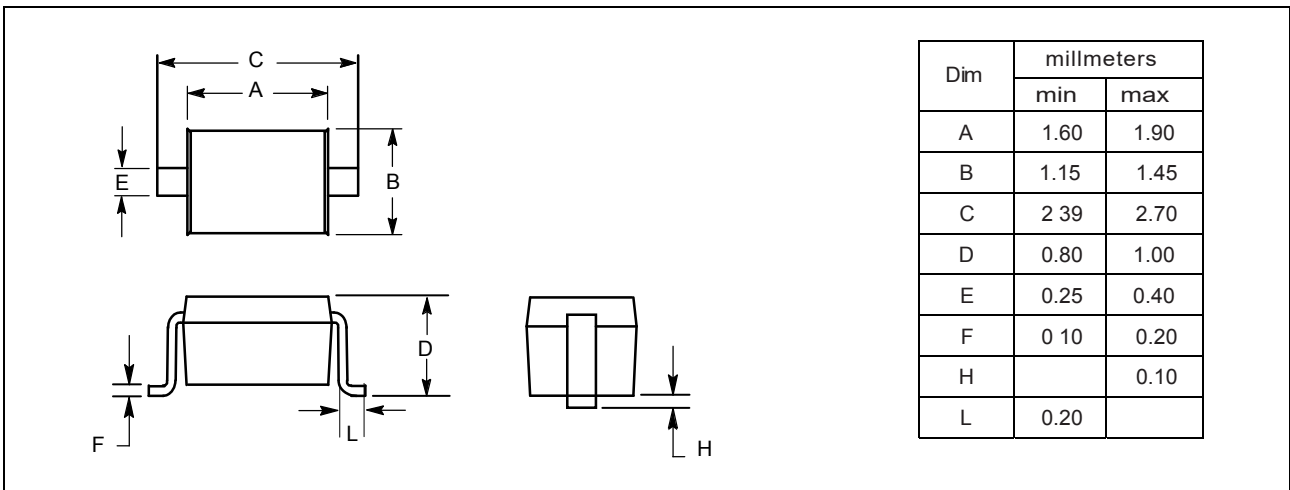 C
A
E
B
D
F
L
H
Dim millmeters
min max
A 1.60 1.90
B 1.15 1.45
C 2 39 2.70
D 0.80 1.00
E 0.25 0.40
F 0 10 0.20
H 0.10
L 0.20